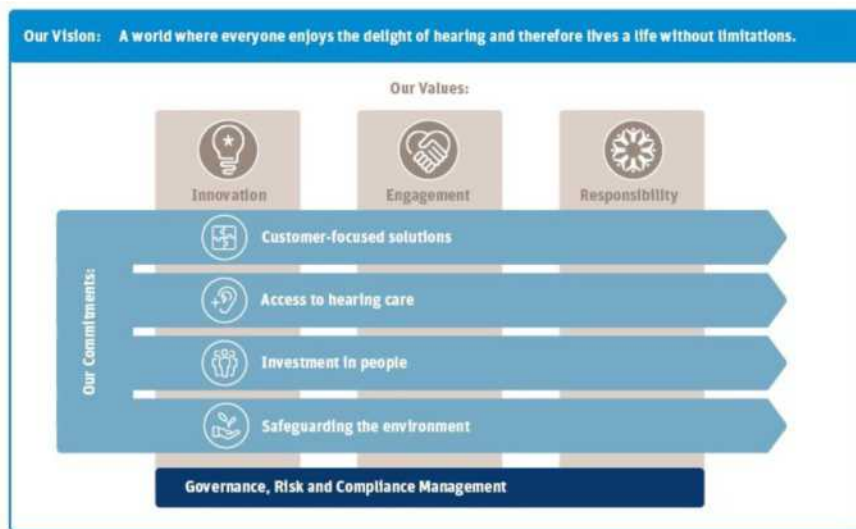 Our Vision: A world where everyone enjoys the delight of hearing and therefore lives a life without limitations.
Our Values:
Innovation
Engagement
Responsibility
Our Commitments:
Customer-focused solutions
Access to hearing care
Investment in people
Safeguarding the environment
Governance, Risk and Compliance Management